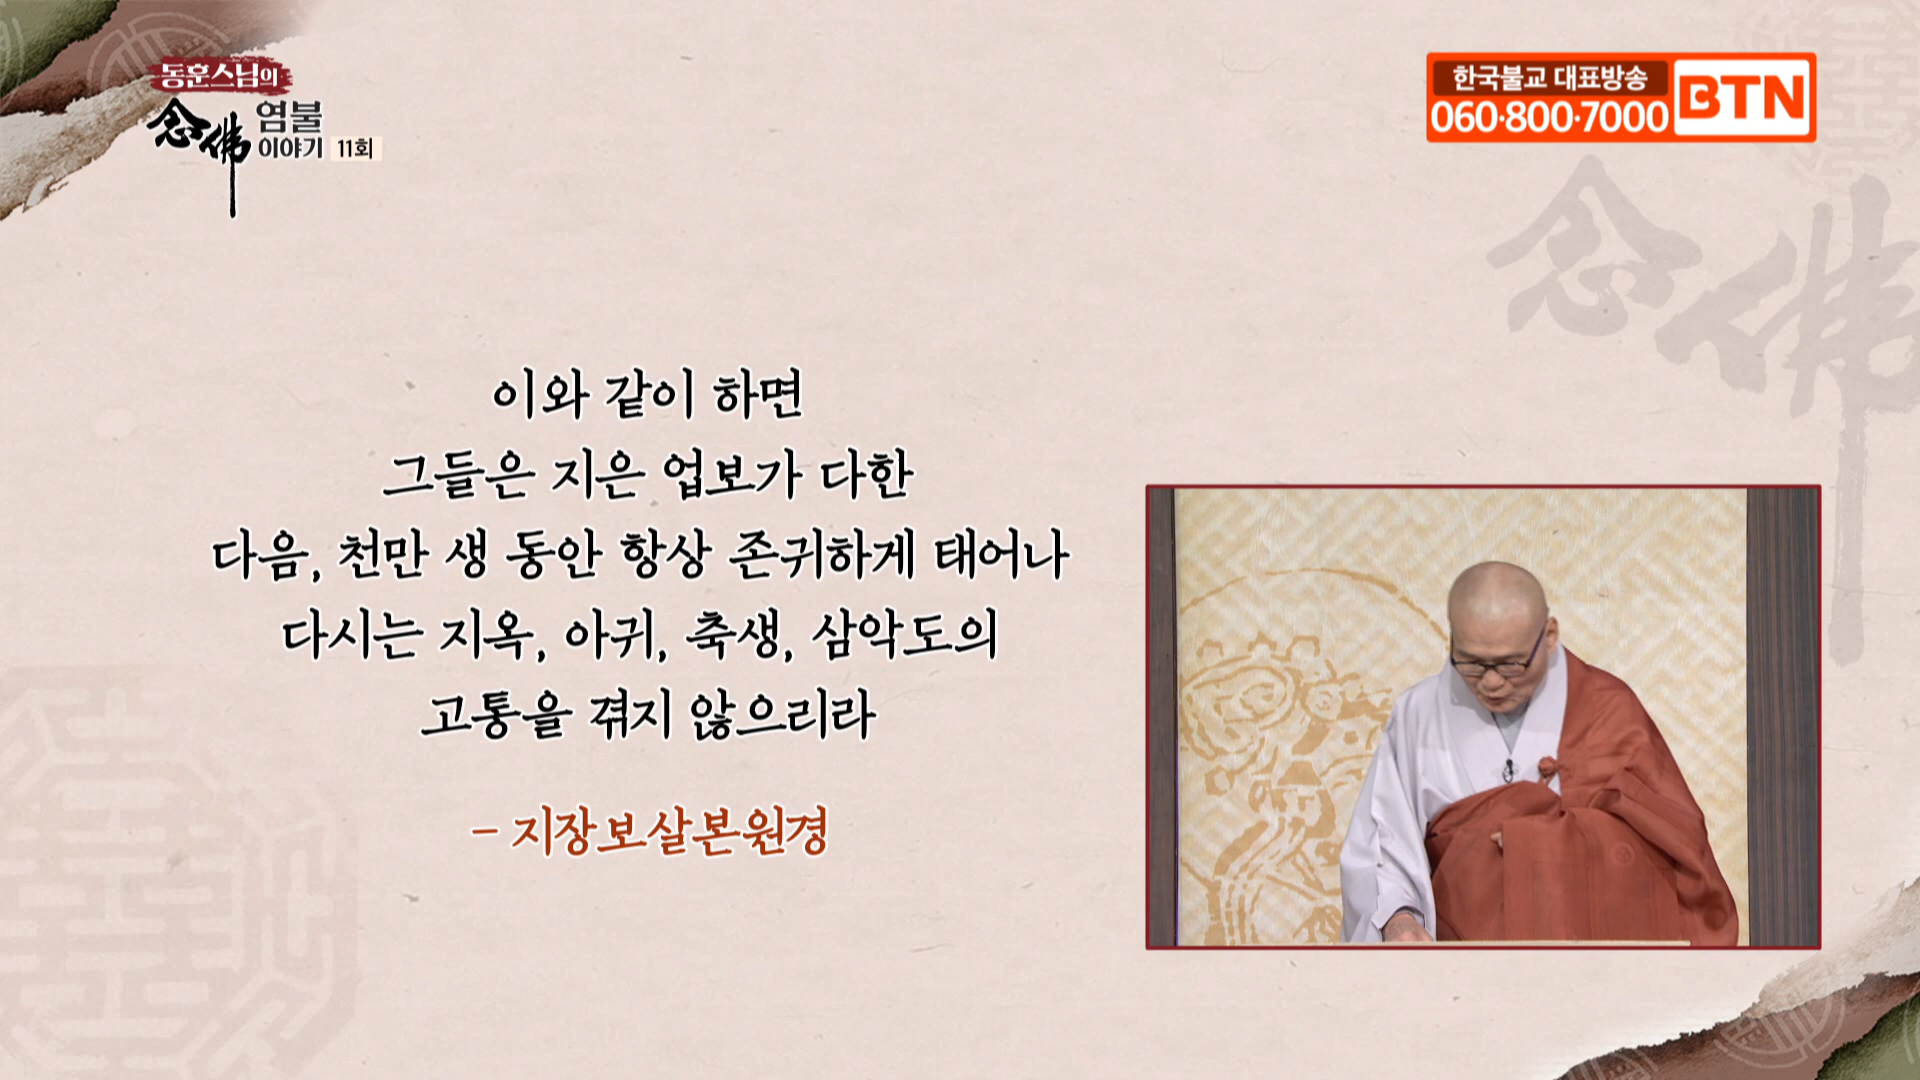 동훈스님의
念佛
염불
이야기 11회
한국불교 대표방송
060·800·7000
BTN
念佛
이와 같이 하면
그들은 지은 업보가 다한
다음, 천만 생 동안 항상 존귀하게 태어나
다시는 지옥, 아귀, 축생, 삼악도의
고통을 겪지 않으리라
- 지장보살본원경